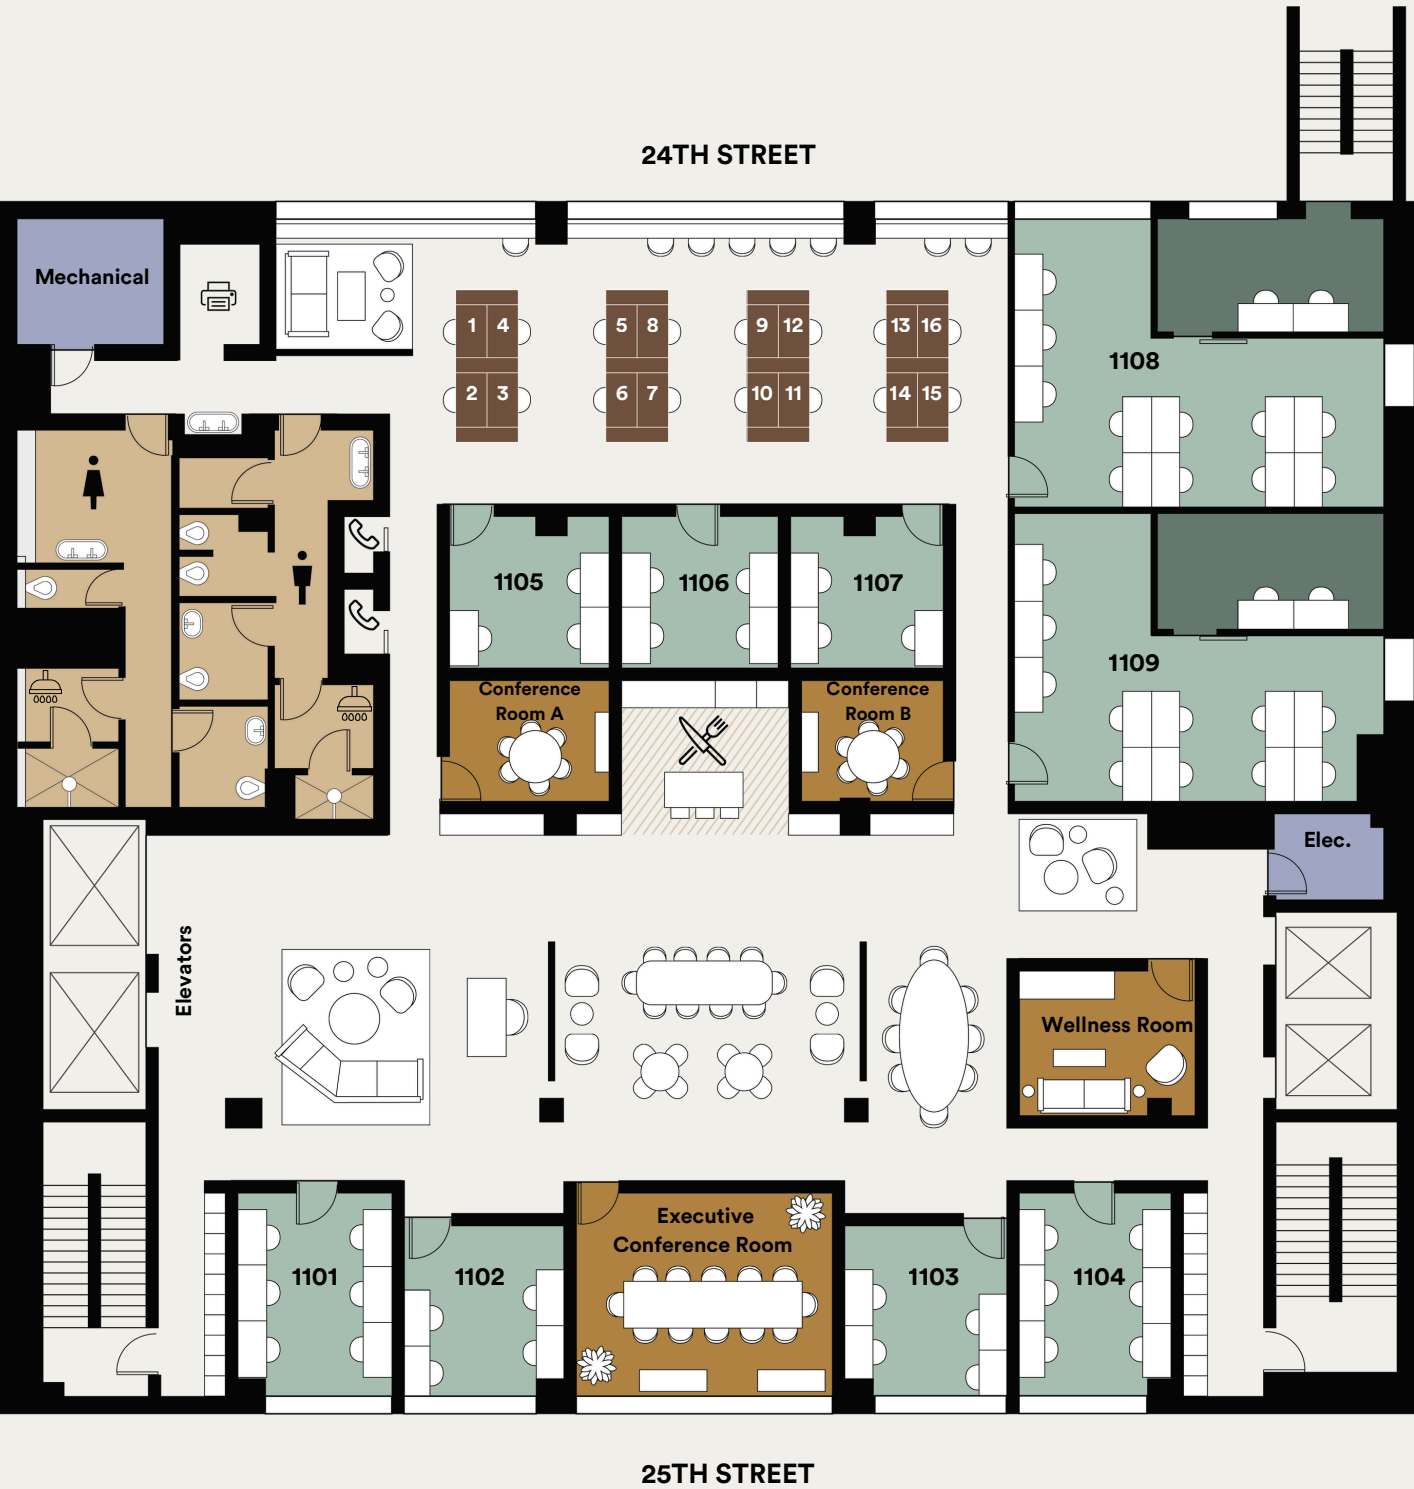 24TH STREET
Mechanical
1 4
5 8
9 12
13 16
1108
2 3
6 7
10 11
14 15
1105
1106
1107
1109
Conference
Room A
Conference
Room B
Elec.
Elevators
Wellness Room
Executive
Conference Room
1101
1102
1103
1104
25TH STREET